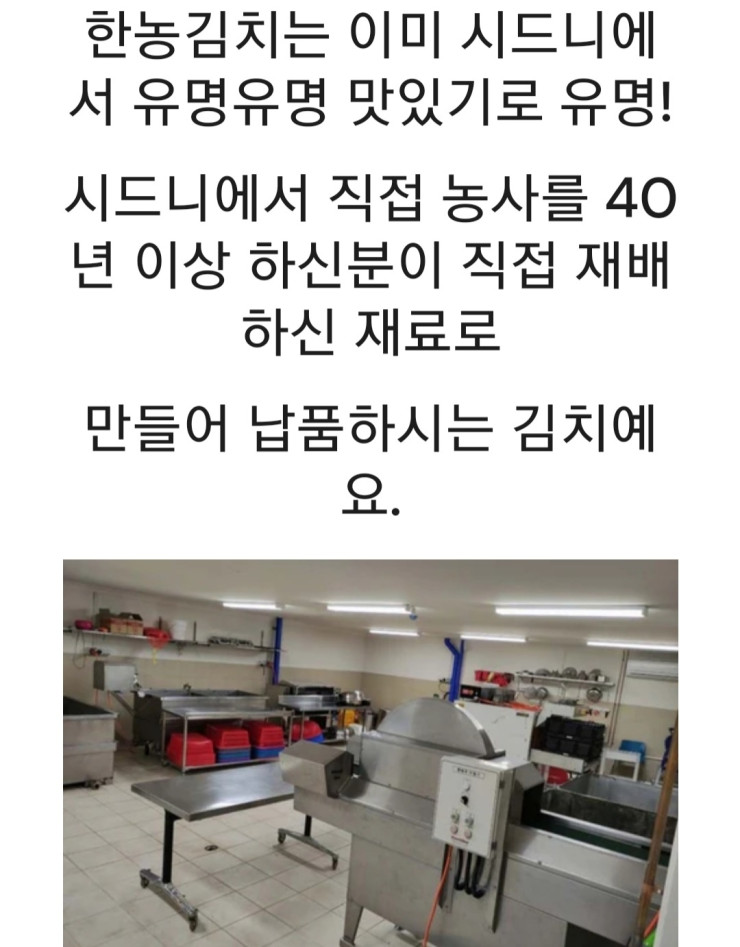 한농김치는 이미 시드니에
서 유명유명 맛있기로 유명!
시드니에서 직접 농사를 40
년 이상 하신분이 직접 재배
하신 재료로
만들어 납품하시는 김치예
요.